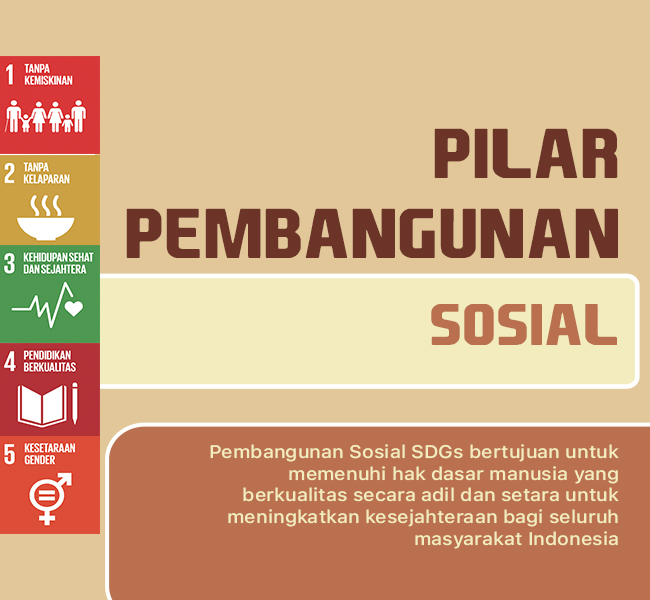 1 TANPA
KEMISKINAN
2 TANPA
KELAPARAN
3 KEHIDUPAN SEHAT
DAN SEJAHTERA
4 PENDIDIKAN
BERKUALITAS
5 KESETARAAN
GENDER
PILAR
PEMBANGUNAN
SOSIAL
Pembangunan Sosial SDGs bertujuan untuk
memenuhi hak dasar manusia yang
berkualitas secara adil dan setara untuk
meningkatkan kesejahteraan bagi seluruh
masyarakat Indonesia